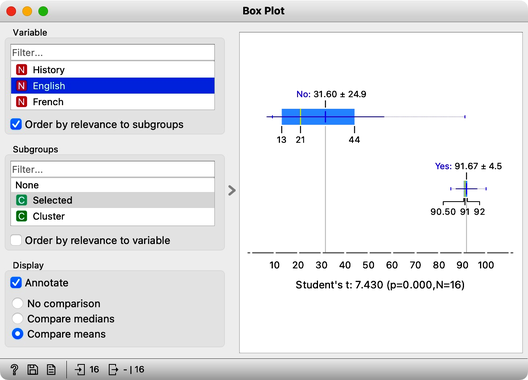 Box Plot
Variable
Filter...
N History
N English
N French
Order by relevance to subgroups
Subgroups
Filter...
None
C Selected
C Cluster
Order by relevance to variable
Display
Annotate
No comparison
Compare medians
Compare means
No: 31.60 ± 24.9
13 21 44
Yes: 91.67 ± 4.5
90.50 91 92
10 20 30 40 50 60 70 80 90 100
Student's t: 7.430 (p=0.000,N=16)
? 16 - | 16